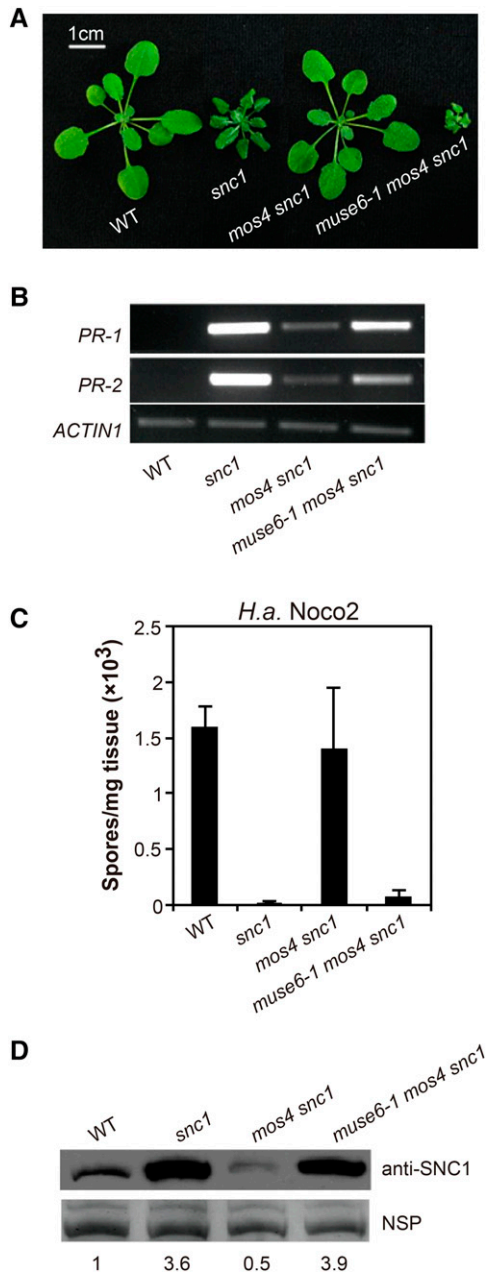 A
1cm
WT
snc1
mos4 snc1
muse6-1 mos4 snc1
B
PR-1
PR-2
ACTIN1
WT
snc1
mos4 snc1
muse6-1 mos4 snc1
C
H.a. Noco2
Spores/mg tissue (×10³)
2.5
2
1.5
1
0.5
0
WT
snc1
mos4 snc1
muse6-1 mos4 snc1
D
WT
snc1
mos4 snc1
muse6-1 mos4 snc1
anti-SNC1
NSP
1 3.6 0.5 3.9